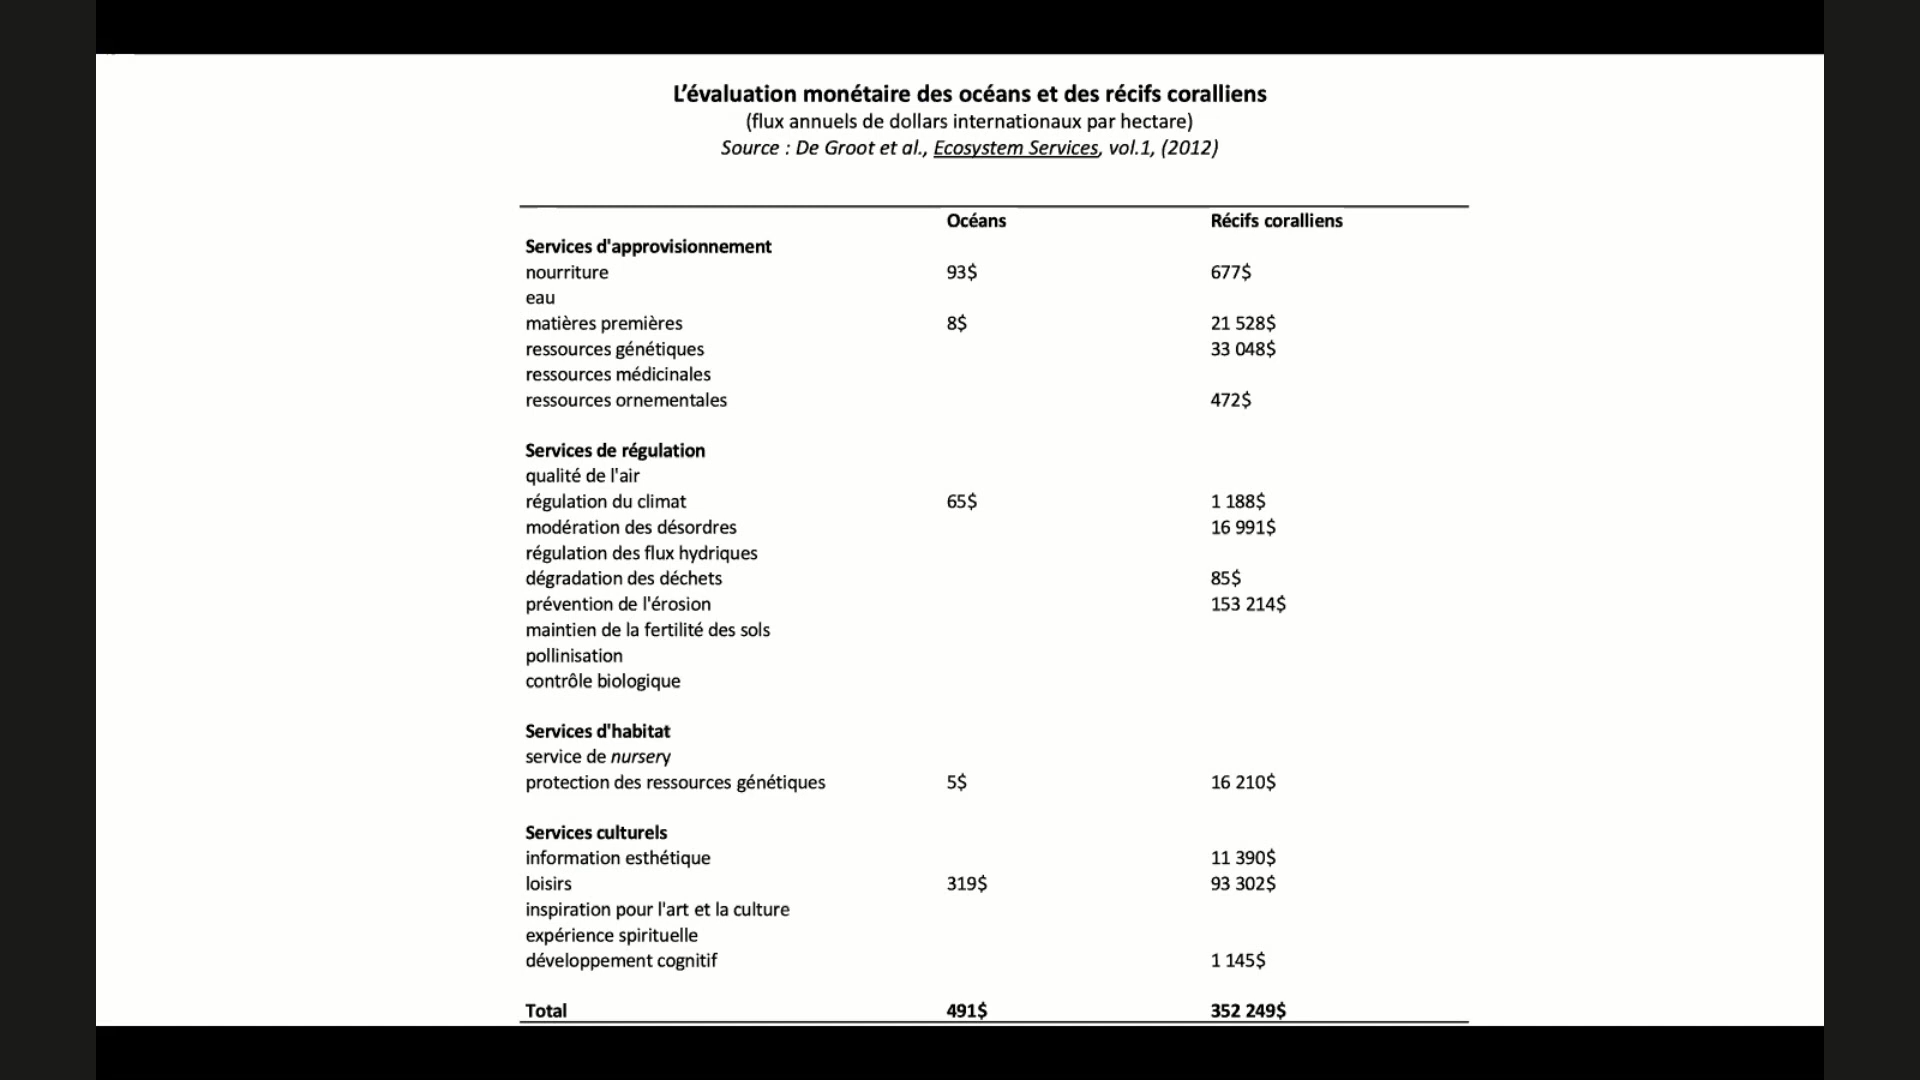 L’évaluation monétaire des océans et des récifs coralliens
(flux annuels de dollars internationaux par hectare)
Source : De Groot et al., Ecosystem Services, vol.1, (2012)
Océans Récifs coralliens
Services d'approvisionnement
nourriture 93$ 677$
eau
matières premières 8$ 21 528$
ressources génétiques 33 048$
ressources médicinales
ressources ornementales 472$
Services de régulation
qualité de l'air
régulation du climat 65$ 1 188$
modération des désordres 16 991$
régulation des flux hydriques
dégradation des déchets 85$
prévention de l'érosion 153 214$
maintien de la fertilité des sols
pollinisation
contrôle biologique
Services d'habitat
service de nursery
protection des ressources génétiques 5$ 16 210$
Services culturels
information esthétique 11 390$
loisirs 319$ 93 302$
inspiration pour l'art et la culture
expérience spirituelle
développement cognitif 1 145$
Total 491$ 352 249$